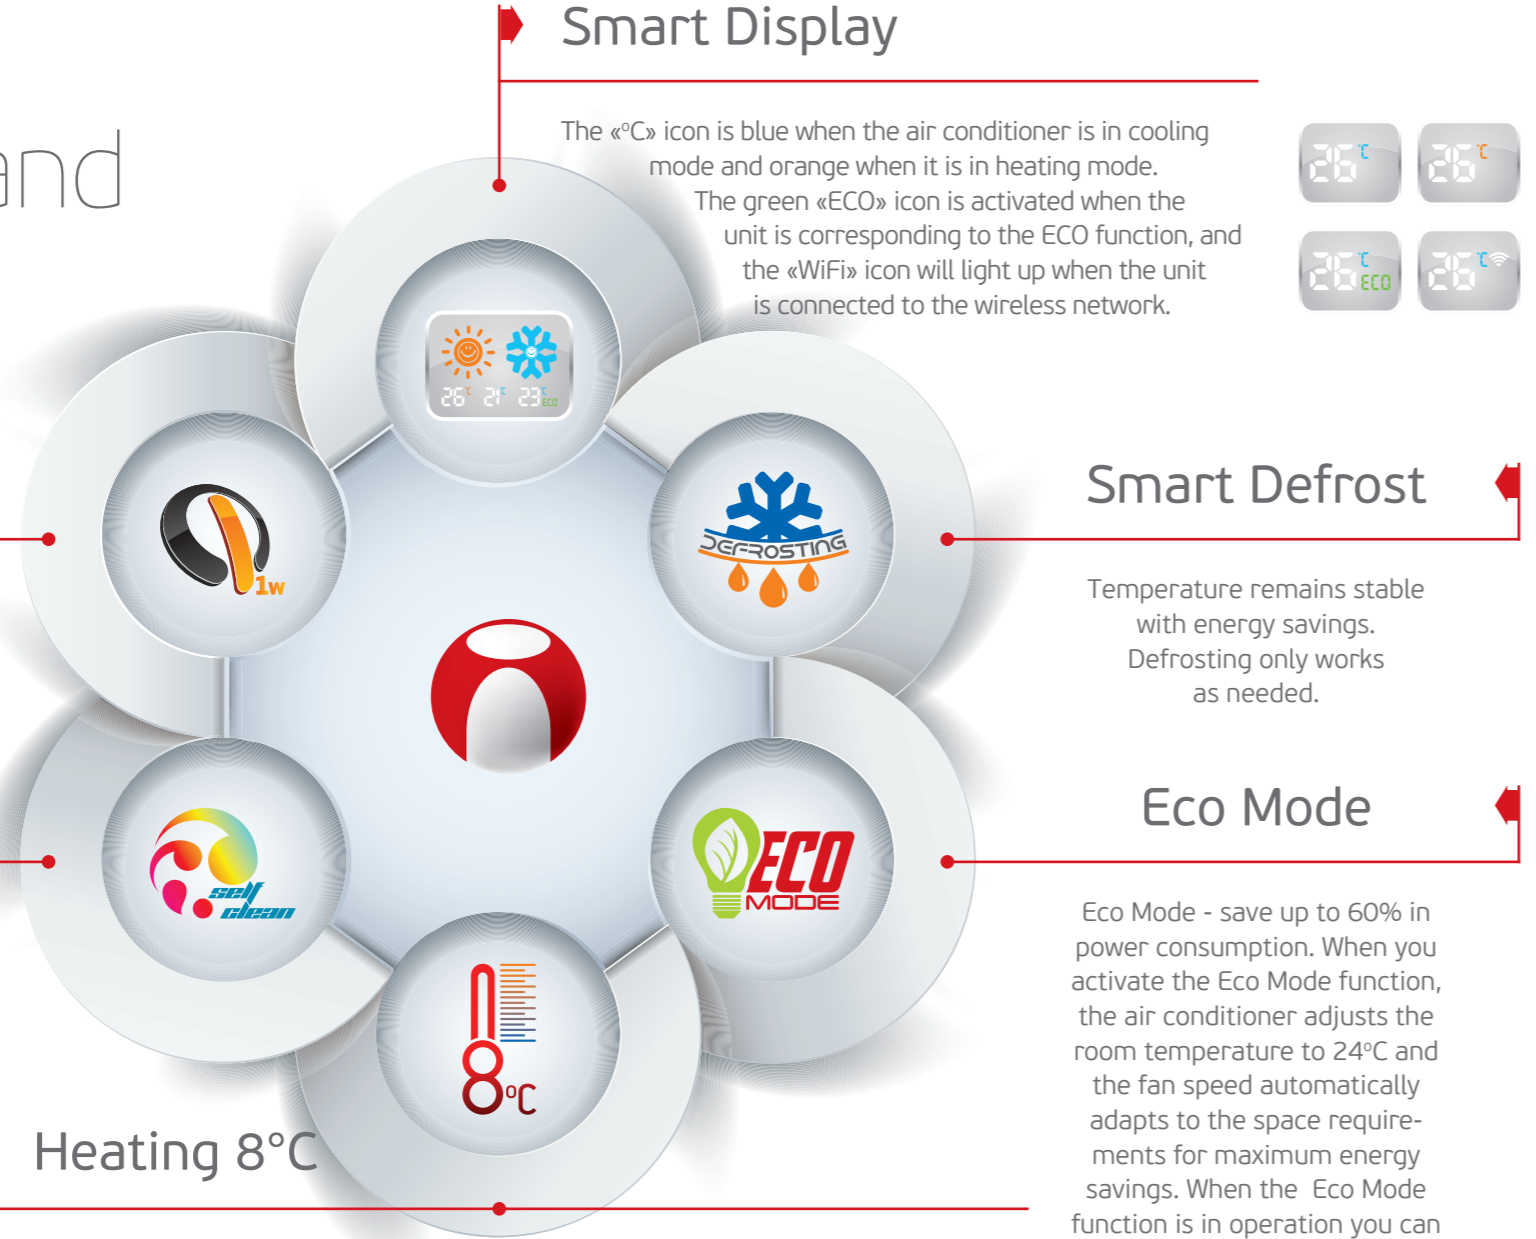 Smart Display
The «ºC» icon is blue when the air conditioner is in cooling
mode and orange when it is in heating mode.
The green «ECO» icon is activated when the
unit is corresponding to the ECO function, and
the «WiFi» icon will light up when the unit
is connected to the wireless network.
26 °C
26 °C
26 °C ECO
26 °C
and
26 °C 21 °C 23 °C ECO
1w
DEFROSTING
Smart Defrost
Temperature remains stable
with energy savings.
Defrosting only works
as needed.
self
clean
ECO
MODE
Eco Mode
Eco Mode - save up to 60% in
power consumption. When you
activate the Eco Mode function,
the air conditioner adjusts the
room temperature to 24ºC and
the fan speed automatically
adapts to the space require-
ments for maximum energy
savings. When the Eco Mode
function is in operation you can
8ºC
Heating 8°C